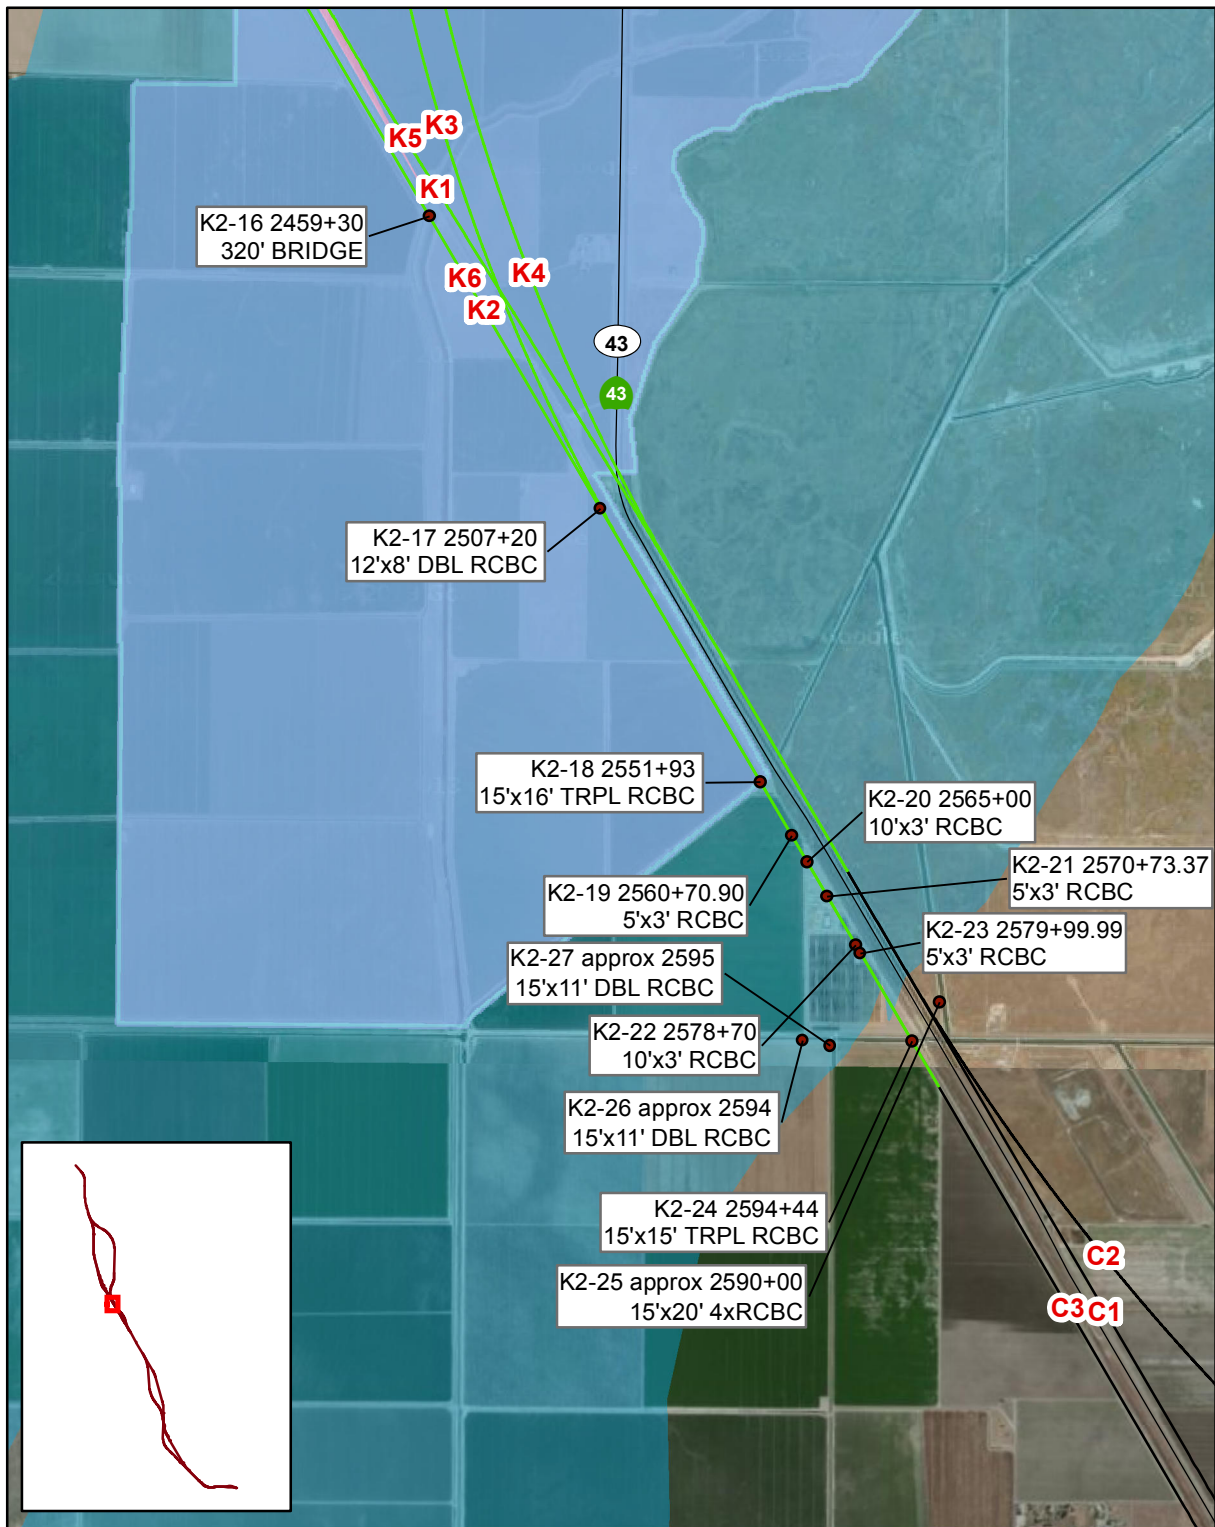 K5
K3
K1
K2-16 2459+30
320' BRIDGE
K6
K4
K2
43
43
K2-17 2507+20
12'x8' DBL RCBC
K2-18 2551+93
15'x16' TRPL RCBC
K2-20 2565+00
10'x3' RCBC
K2-21 2570+73.37
5'x3' RCBC
K2-19 2560+70.90
5'x3' RCBC
K2-23 2579+99.99
5'x3' RCBC
K2-27 approx 2595
15'x11' DBL RCBC
K2-22 2578+70
10'x3' RCBC
K2-26 approx 2594
15'x11' DBL RCBC
K2-24 2594+44
15'x15' TRPL RCBC
K2-25 approx 2590+00
15'x20' 4xRCBC
C2
C3
C1